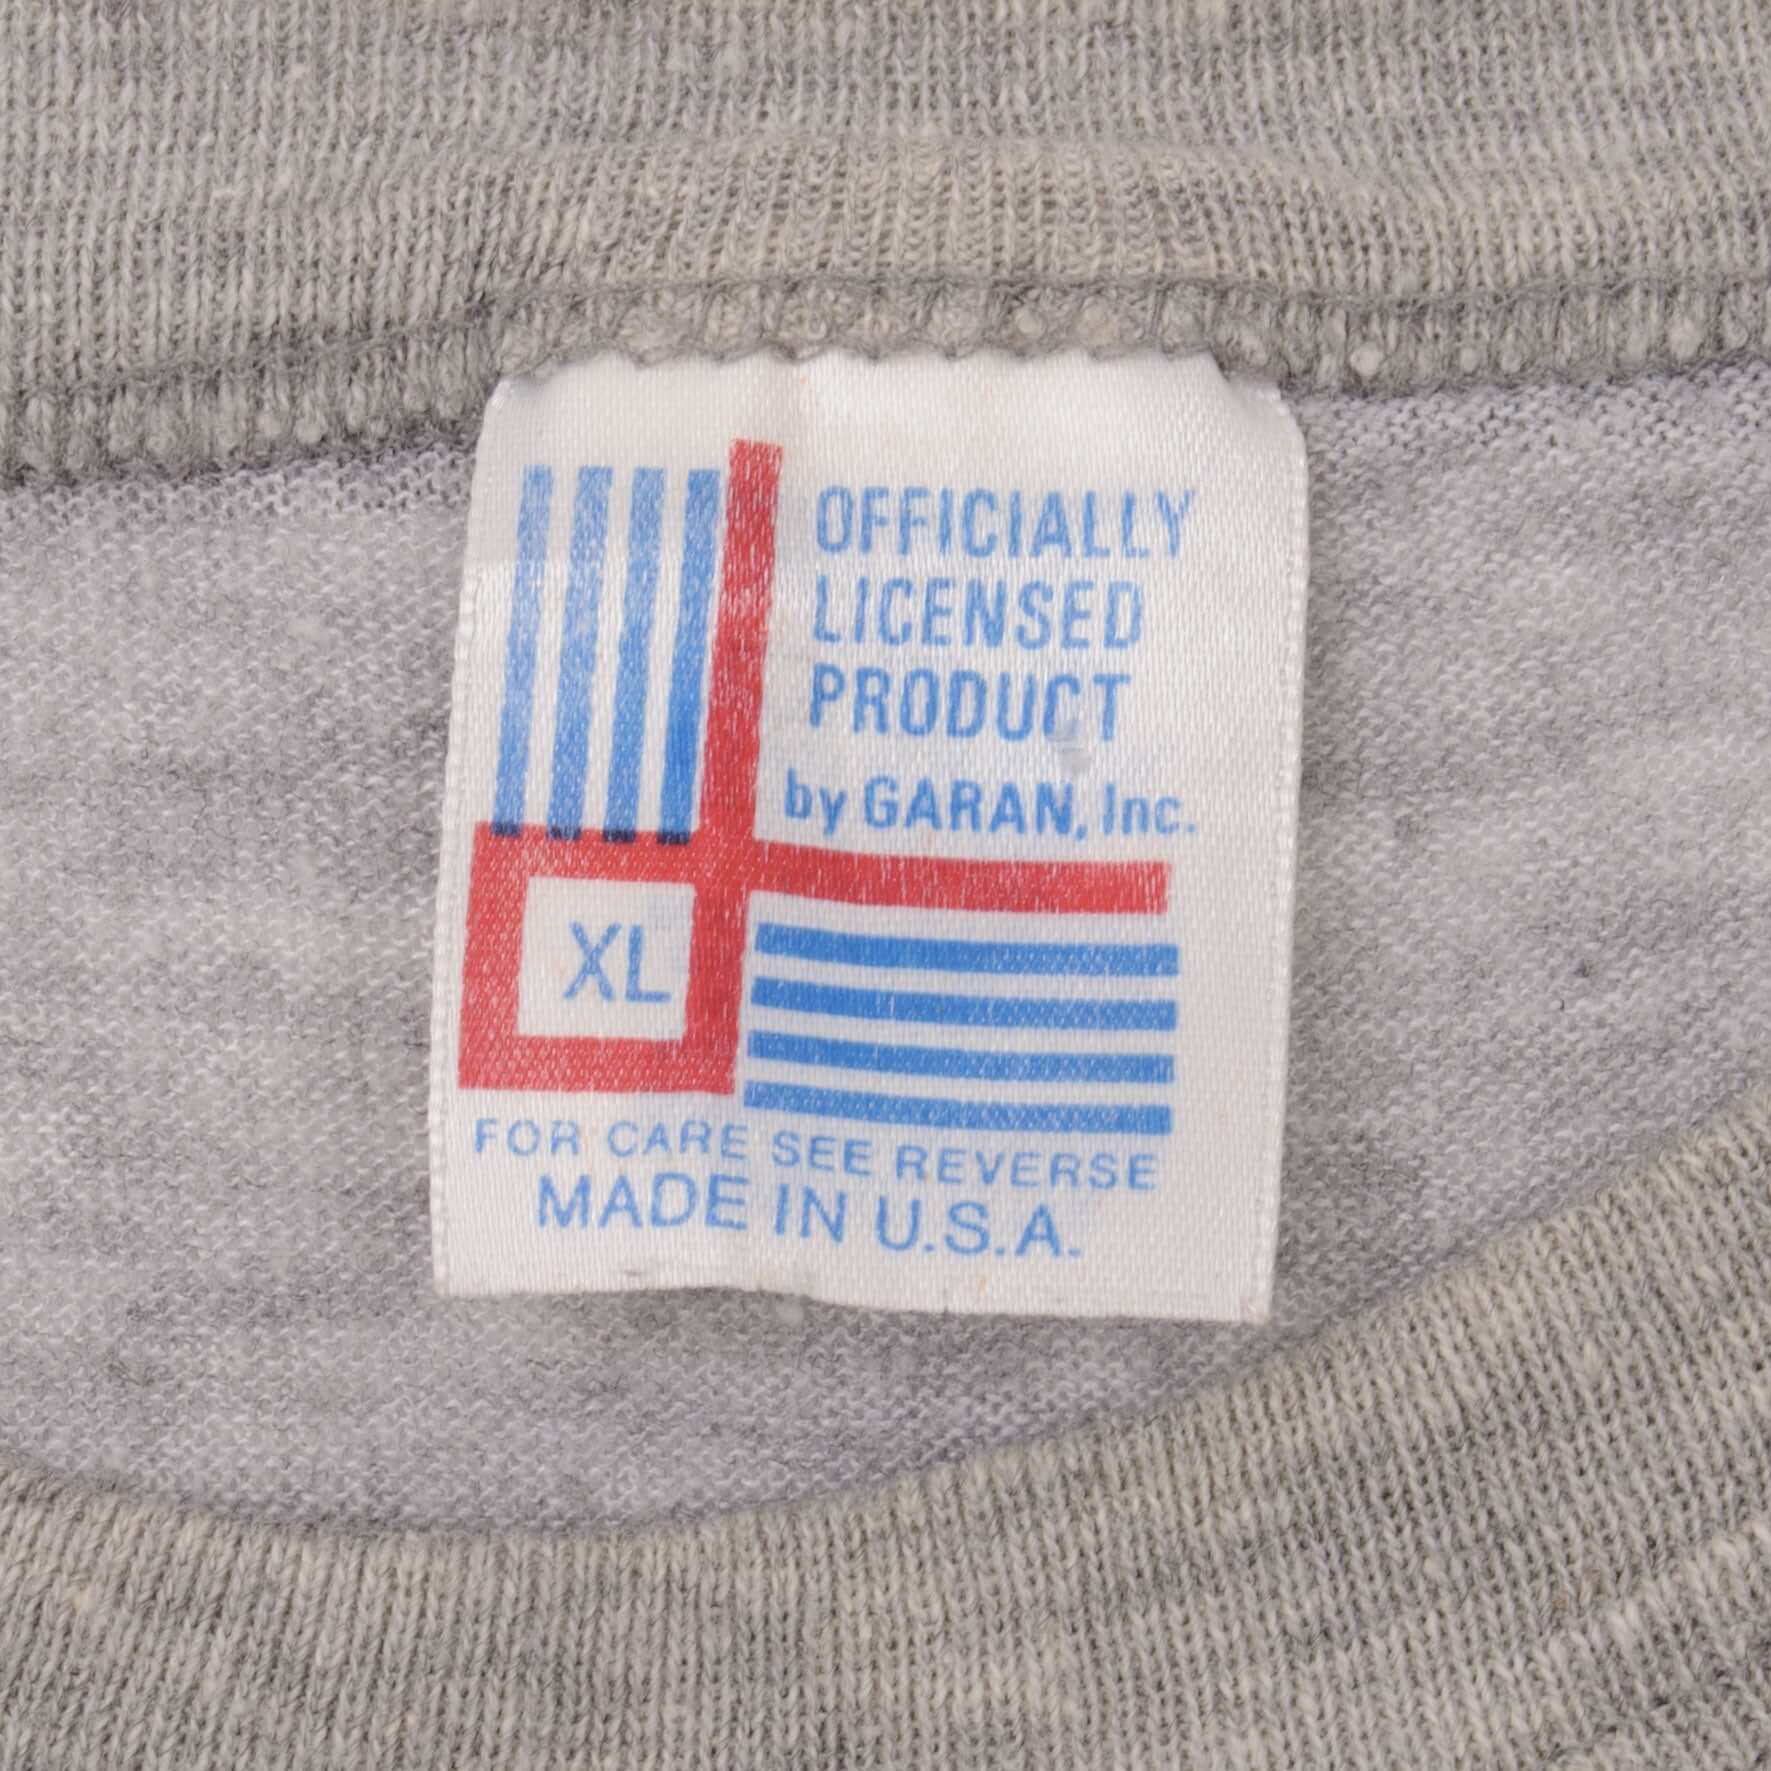 OFFICIALLY
LICENSED
PRODUCT
by GARAN, Inc.
XL
FOR CARE SEE REVERSE
MADE IN U.S.A.